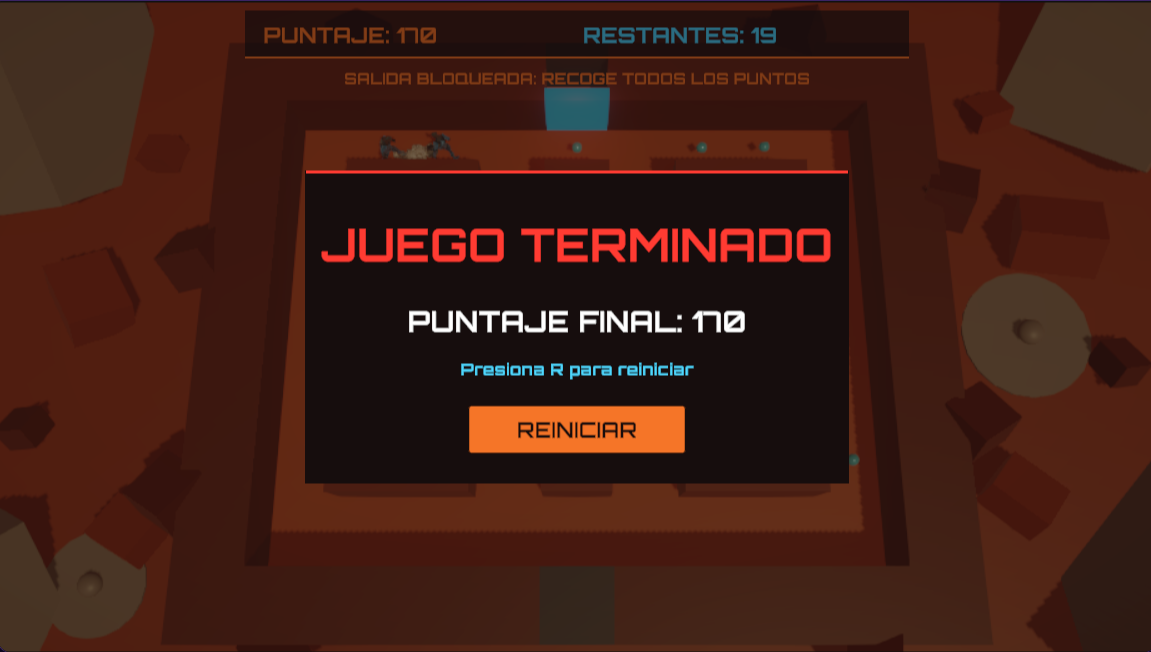 PUNTAJE: 170
RESTANTES: 19
SALIDA BLOQUEADA: RECOGE TODOS LOS PUNTOS
JUEGO TERMINADO
PUNTAJE FINAL: 170
Presiona R para reiniciar
REINICIAR